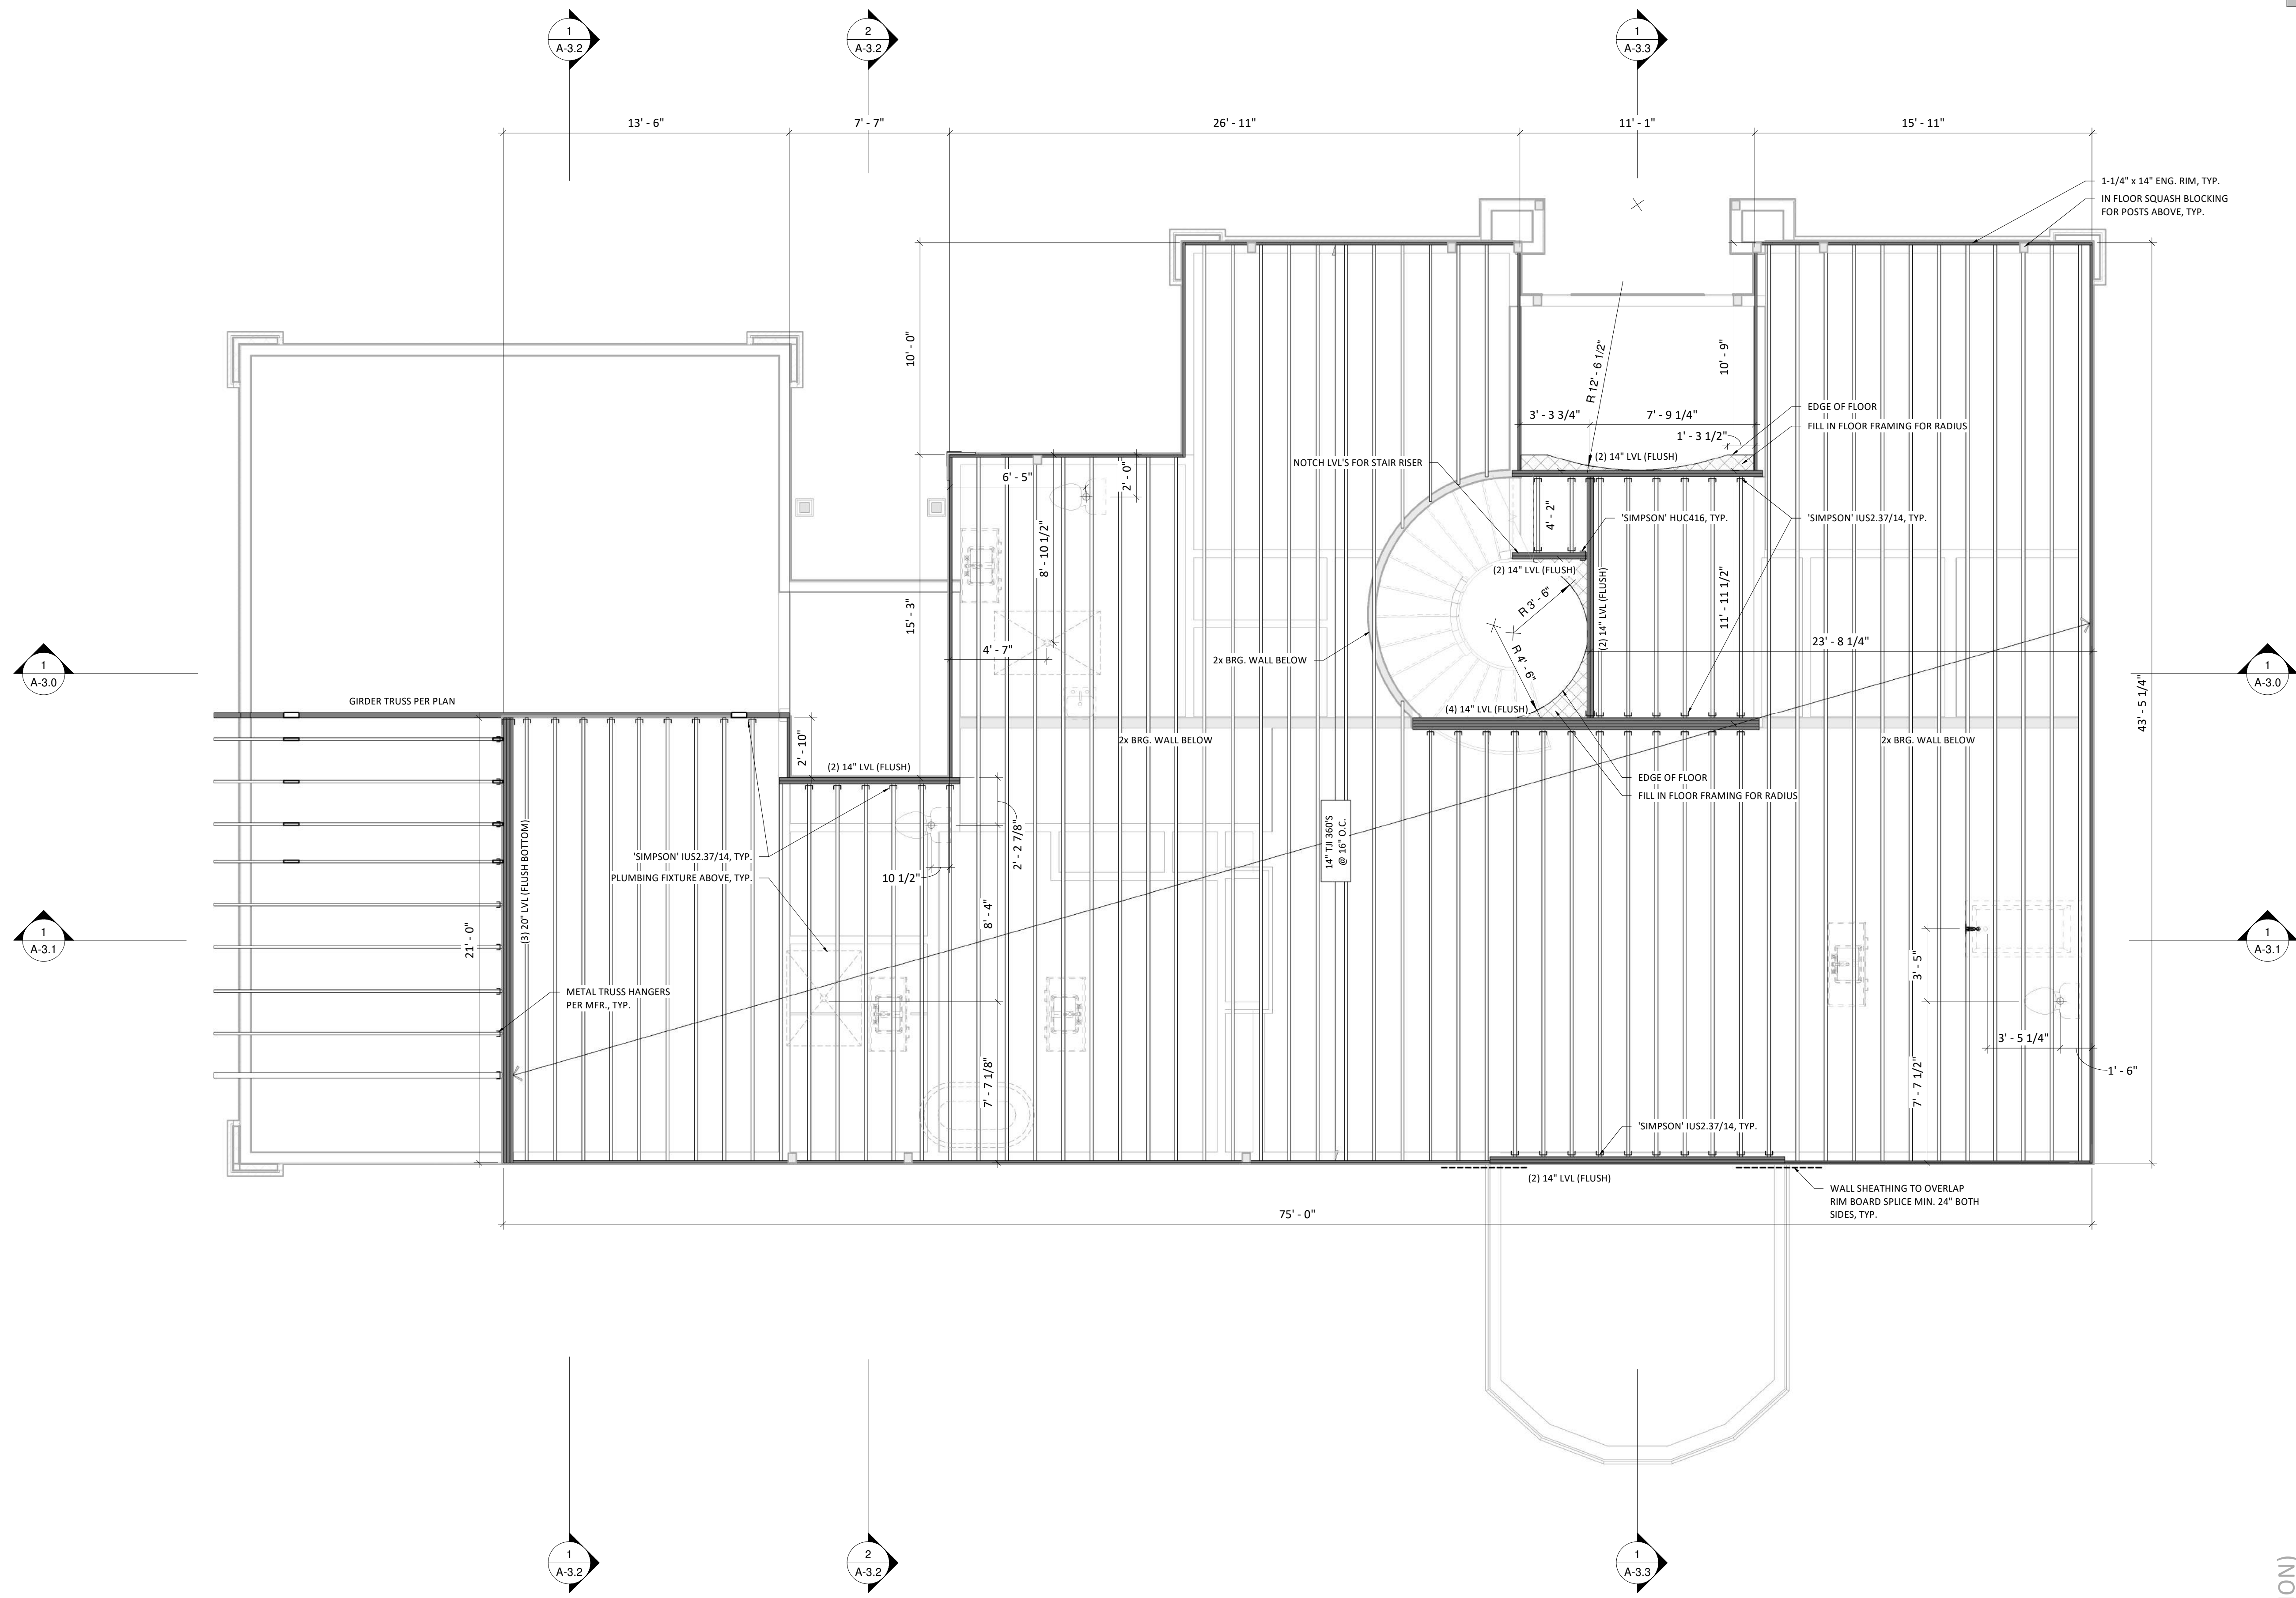 1
A-3.2
2
A-3.2
1
A-3.3
13' - 6"
7' - 7"
26' - 11"
11' - 1"
15' - 11"
1-1/4" x 14" ENG. RIM, TYP.
IN FLOOR SQUASH BLOCKING
FOR POSTS ABOVE, TYP.
10' - 0"
R 12' - 6 1/2"
10' - 9"
3' - 3 3/4"
7' - 9 1/4"
EDGE OF FLOOR
FILL IN FLOOR FRAMING FOR RADIUS
1' - 3 1/2"
(2) 14" LVL (FLUSH)
NOTCH LVL'S FOR STAIR RISER
6' - 5"
2' - 0"
4' - 2"
'SIMPSON' HUC416, TYP.
'SIMPSON' IUS2.37/14, TYP.
8' - 10 1/2"
(2) 14" LVL (FLUSH)
(2) 14" LVL (FLUSH)
11' - 11 1/2"
R 3' - 6"
15' - 3"
4' - 7"
23' - 8 1/4"
R 4' - 6"
2x BRG. WALL BELOW
1
A-3.0
1
A-3.0
43' - 5 1/4"
GIRDER TRUSS PER PLAN
(4) 14" LVL (FLUSH)
2' - 10"
2x BRG. WALL BELOW
2x BRG. WALL BELOW
(2) 14" LVL (FLUSH)
EDGE OF FLOOR
FILL IN FLOOR FRAMING FOR RADIUS
2' - 2 7/8"
14" TJI 360'S
@ 16" O.C.
'SIMPSON' IUS2.37/14, TYP.
PLUMBING FIXTURE ABOVE, TYP.
10 1/2"
(3) 20" LVL (FLUSH BOTTOM)
21' - 0"
8' - 4"
1
A-3.1
1
A-3.1
3' - 5"
METAL TRUSS HANGERS
PER MFR., TYP.
3' - 5 1/4"
7' - 7 1/8"
7' - 7 1/2"
1' - 6"
'SIMPSON' IUS2.37/14, TYP.
(2) 14" LVL (FLUSH)
WALL SHEATHING TO OVERLAP
RIM BOARD SPLICE MIN. 24" BOTH
SIDES, TYP.
75' - 0"
1
A-3.2
2
A-3.2
1
A-3.3
ON)